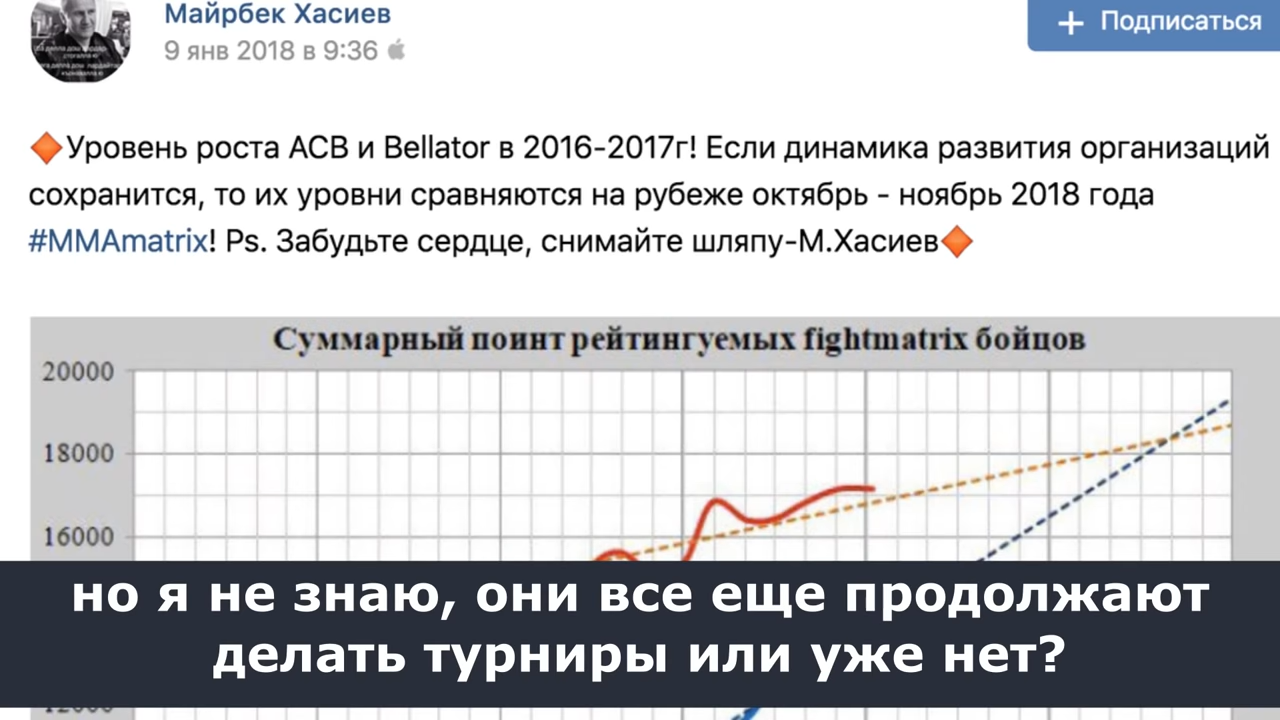 Майрбек Хасиев
9 янв 2018 в 9:36
+ Подписаться
🔶Уровень роста ACB и Bellator в 2016-2017г! Если динамика развития организаций
сохранится, то их уровни сравняются на рубеже октябрь - ноябрь 2018 года
#MMAmatrix! Ps. Забудьте сердце, снимайте шляпу-М.Хасиев🔶
Суммарный поинт рейтингуемых fightmatrix бойцов
20000
18000
16000
но я не знаю, они все еще продолжают
делать турниры или уже нет?
12000